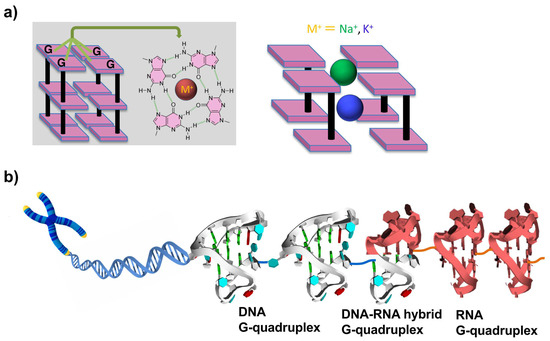 a)
M⁺ = Na⁺, K⁺
G
G G
G
M⁺
N
N
N
N
N-H
H
O
H
N
H
N
N
N
N
H
H-N
H
N
N
O
O
H
N
N
N
H
N-H
N
N
O
N-H
N
N
N
H
b)
DNA
G-quadruplex
DNA-RNA hybrid
G-quadruplex
RNA
G-quadruplex